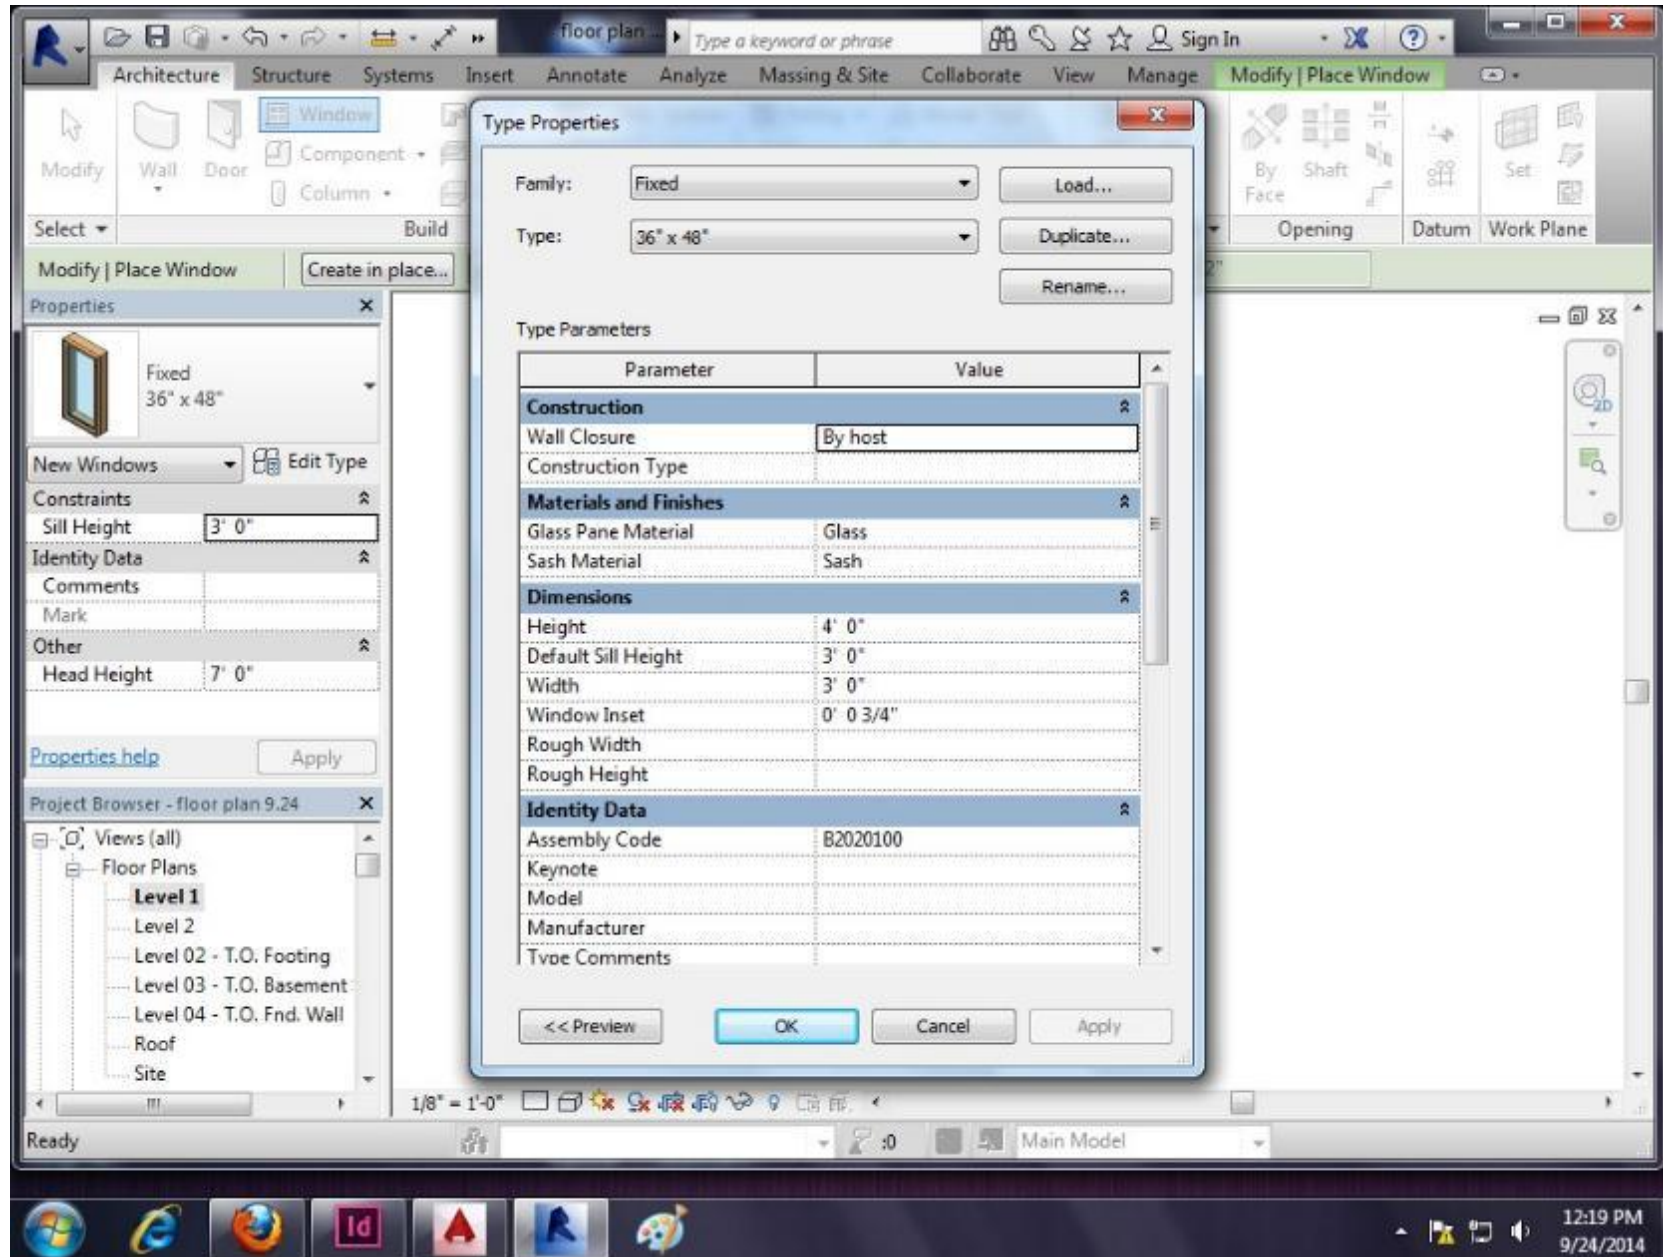 floor plan ...
Type a keyword or phrase
Sign In
Architecture Structure Systems Insert Annotate Analyze Massing & Site Collaborate View Manage Modify | Place Window
Modify
Wall
Door
Window
Component
Column
By Face
Shaft
Set
Select
Build
Opening
Datum
Work Plane
Modify | Place Window
Create in place...
2"
Properties
Fixed
36" x 48"
New Windows
Edit Type
Constraints
Sill Height 3' 0"
Identity Data
Comments
Mark
Other
Head Height 7' 0"
Properties help
Apply
Project Browser - floor plan 9.24
Views (all)
Floor Plans
Level 1
Level 2
Level 02 - T.O. Footing
Level 03 - T.O. Basement
Level 04 - T.O. Fnd. Wall
Roof
Site
Type Properties
Family: Fixed Load...
Type: 36" x 48" Duplicate...
Rename...
Type Parameters
Parameter Value
Construction
Wall Closure By host
Construction Type
Materials and Finishes
Glass Pane Material Glass
Sash Material Sash
Dimensions
Height 4' 0"
Default Sill Height 3' 0"
Width 3' 0"
Window Inset 0' 0 3/4"
Rough Width
Rough Height
Identity Data
Assembly Code B2020100
Keynote
Model
Manufacturer
Type Comments
<< Preview OK Cancel Apply
2D
1/8" = 1'-0"
Ready
:0
Main Model
Id
12:19 PM
9/24/2014